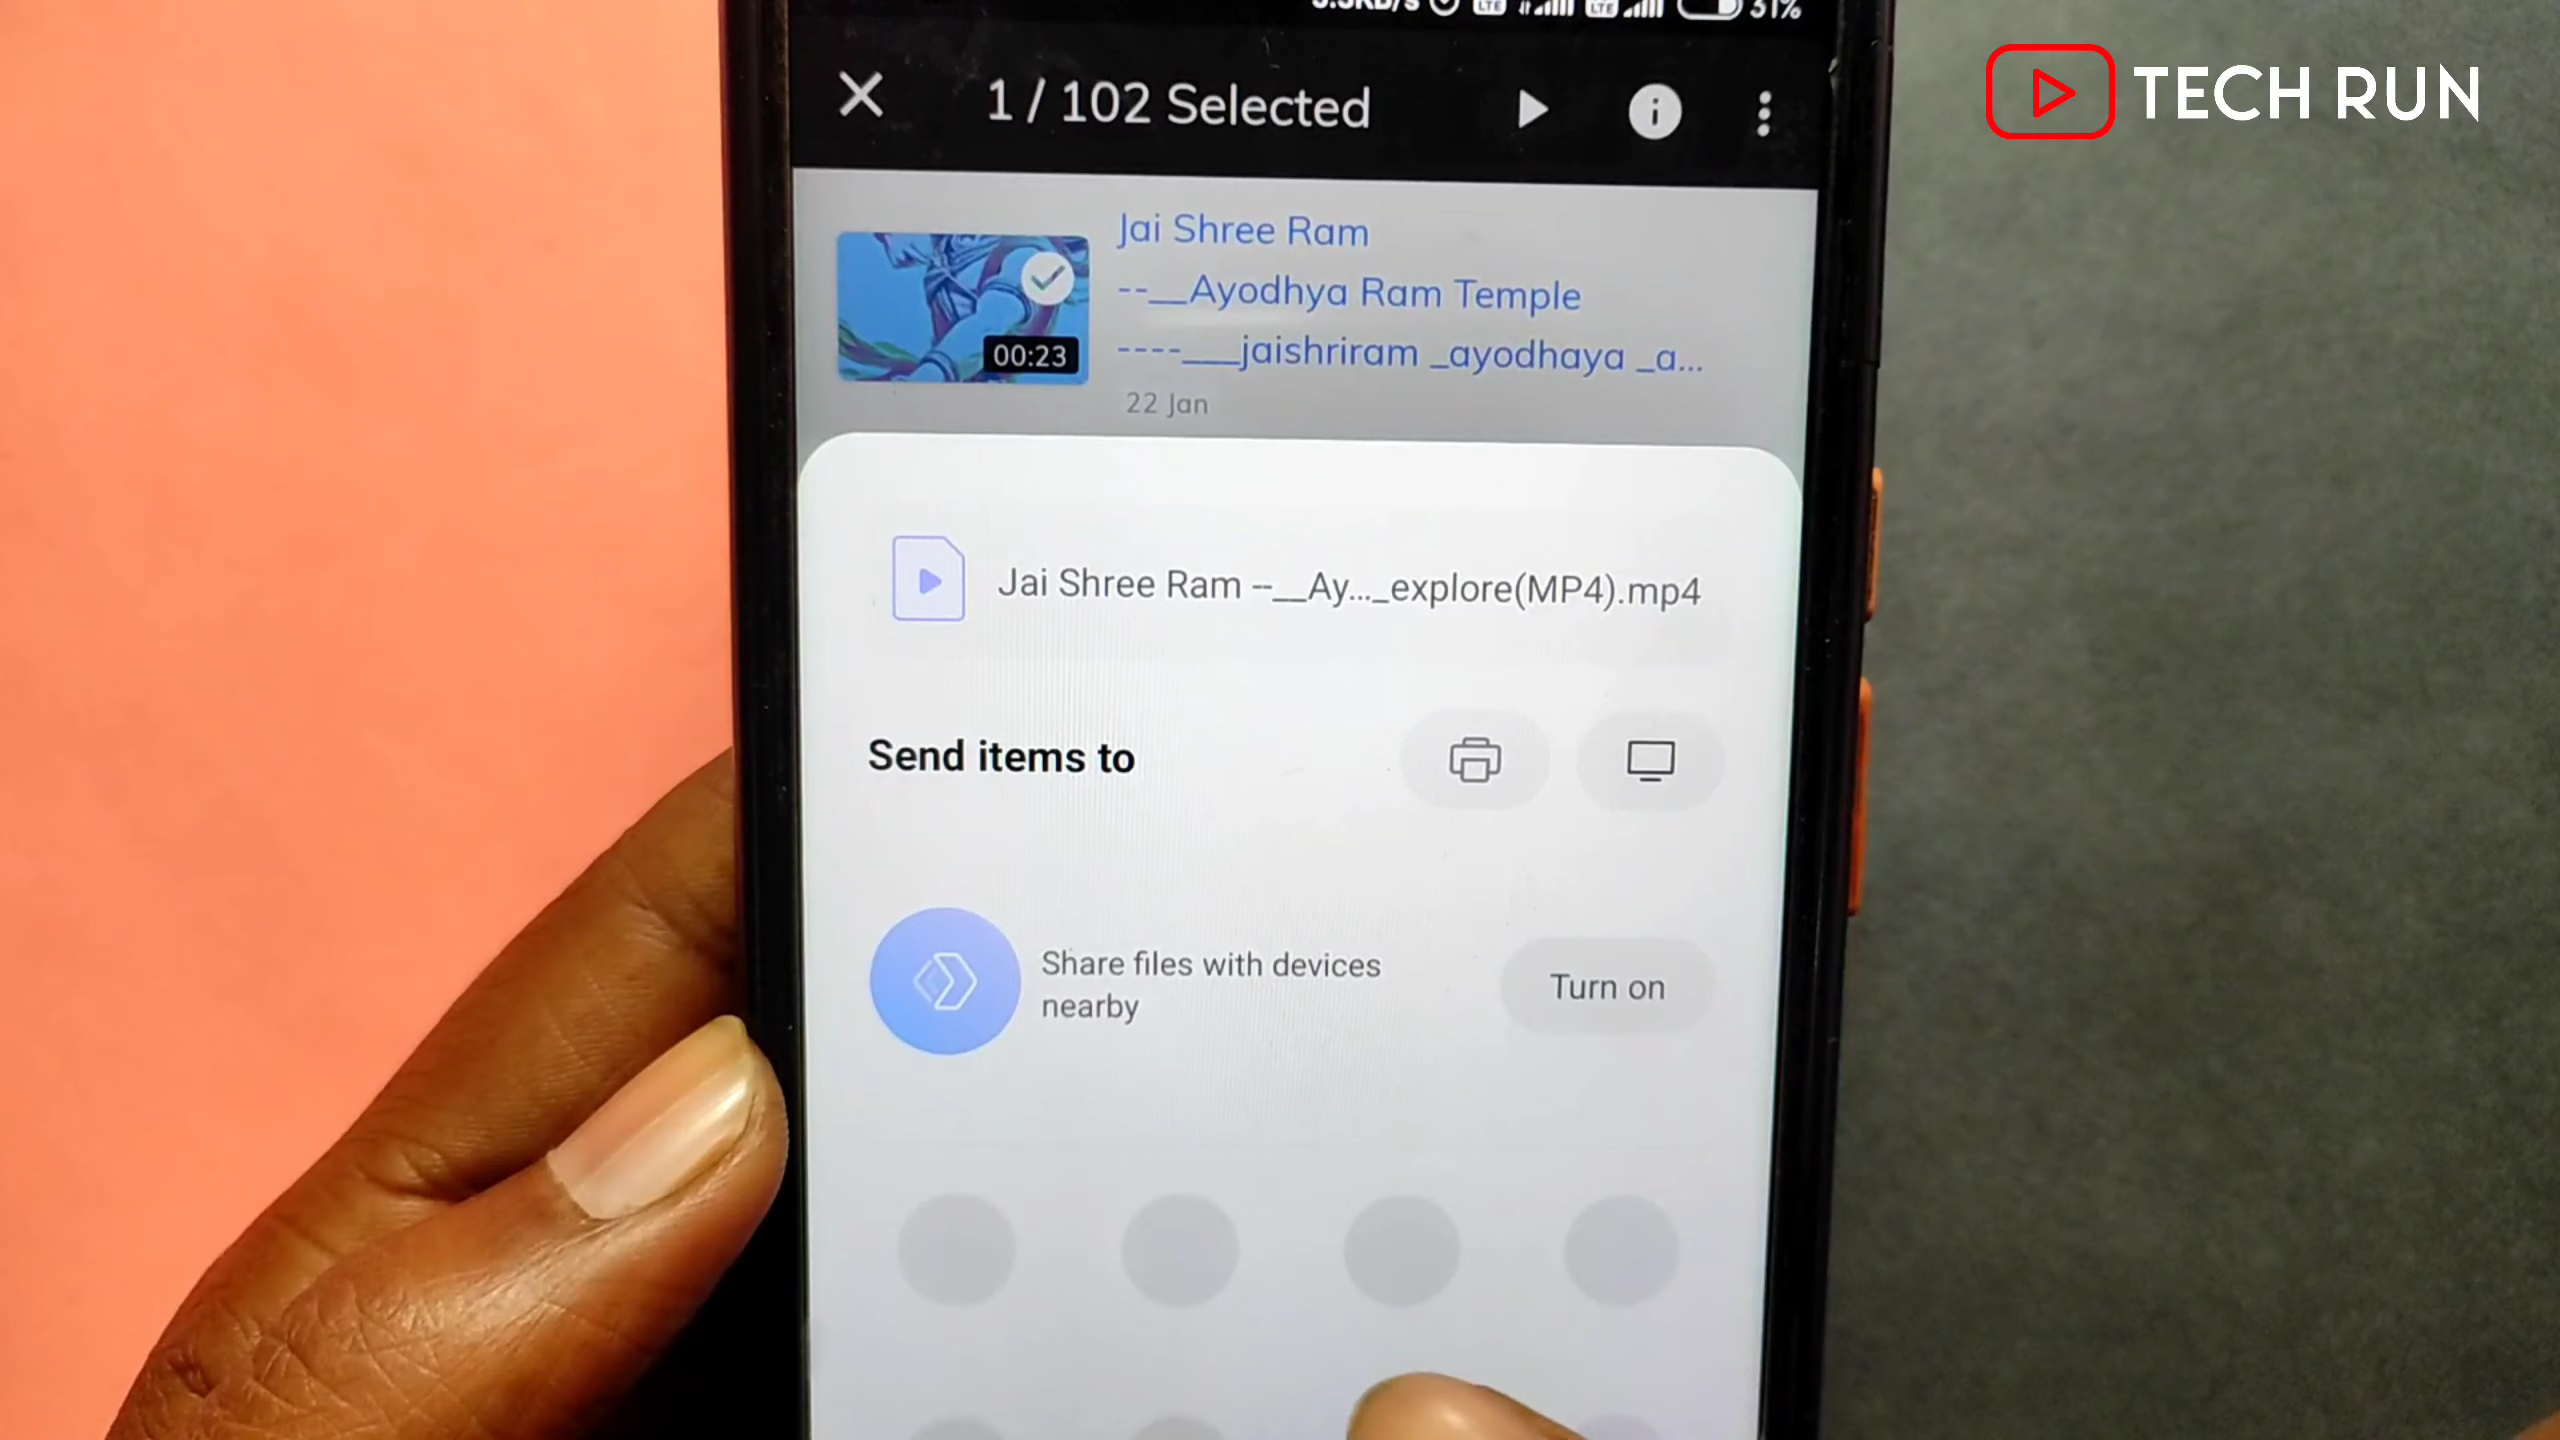 31%
TECH RUN
1 / 102 Selected
Jai Shree Ram
--__Ayodhya Ram Temple
----___jaishriram _ayodhaya _a...
00:23
22 Jan
Jai Shree Ram --__Ay..._explore(MP4).mp4
Send items to
Share files with devices
nearby
Turn on